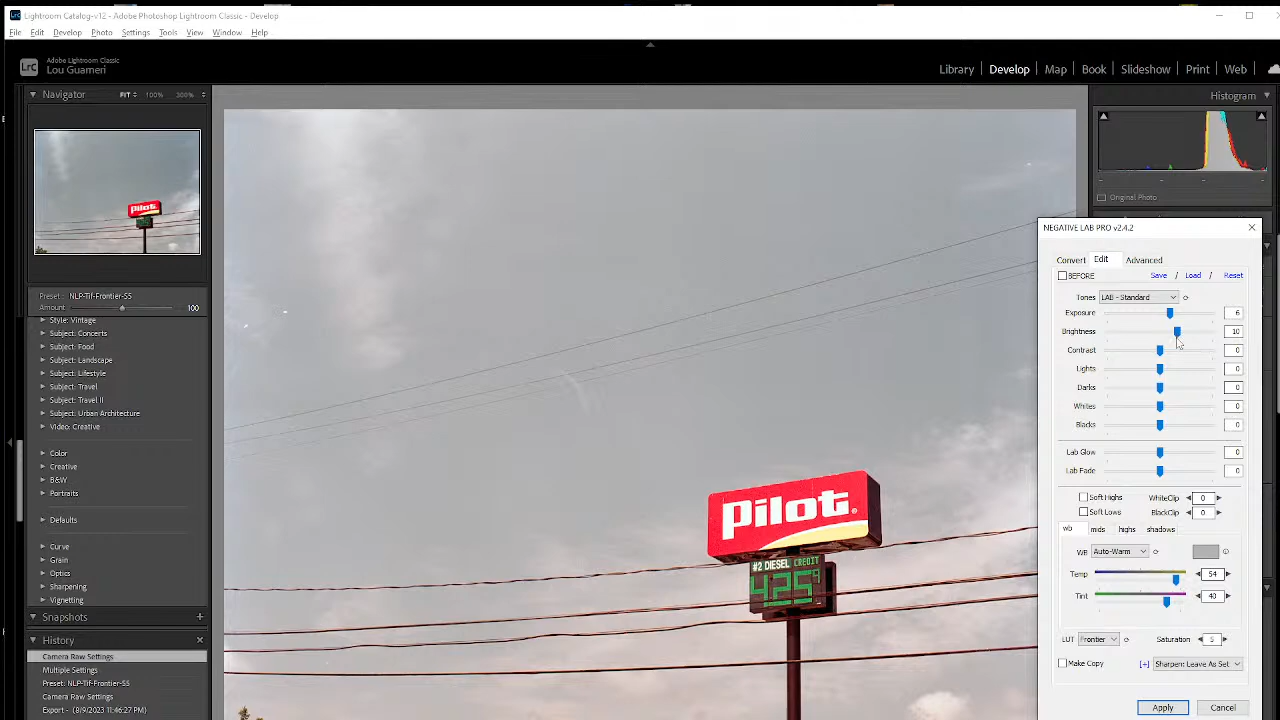 Lightroom Catalog-v12 - Adobe Photoshop Lightroom Classic - Develop
File Edit Develop Photo Settings Tools View Window Help
Adobe Lightroom Classic
Lou Guarneri
Library | Develop | Map | Book | Slideshow | Print | Web
Navigator FIT 100% 300%
Histogram
Original Photo
Pilot
Preset: NLP-Tif-Frontier-S5
Amount 100
Style: Vintage
Subject: Concerts
Subject: Food
Subject: Landscape
Subject: Lifestyle
Subject: Travel
Subject: Travel II
Subject: Urban Architecture
Video: Creative
Color
Creative
B&W
Portraits
Defaults
Curve
Grain
Optics
Sharpening
Vignetting
Snapshots
History
Camera Raw Settings
Multiple Settings
Preset: NLP-Tif-Frontier-S5
Camera Raw Settings
Export - (8/9/2023 11:46:27 PM)
Pilot
#2 DIESEL CREDIT
4.25 9
NEGATIVE LAB PRO v2.4.2
Convert Edit Advanced
BEFORE Save / Load / Reset
Tones LAB - Standard
Exposure 6
Brightness 10
Contrast 0
Lights 0
Darks 0
Whites 0
Blacks 0
Lab Glow 0
Lab Fade 0
Soft Highs WhiteClip 0
Soft Lows BlackClip 0
wb mids highs shadows
WB Auto-Warm
Temp 54
Tint 40
LUT Frontier Saturation 5
Make Copy [+] Sharpen: Leave As Set
Apply Cancel